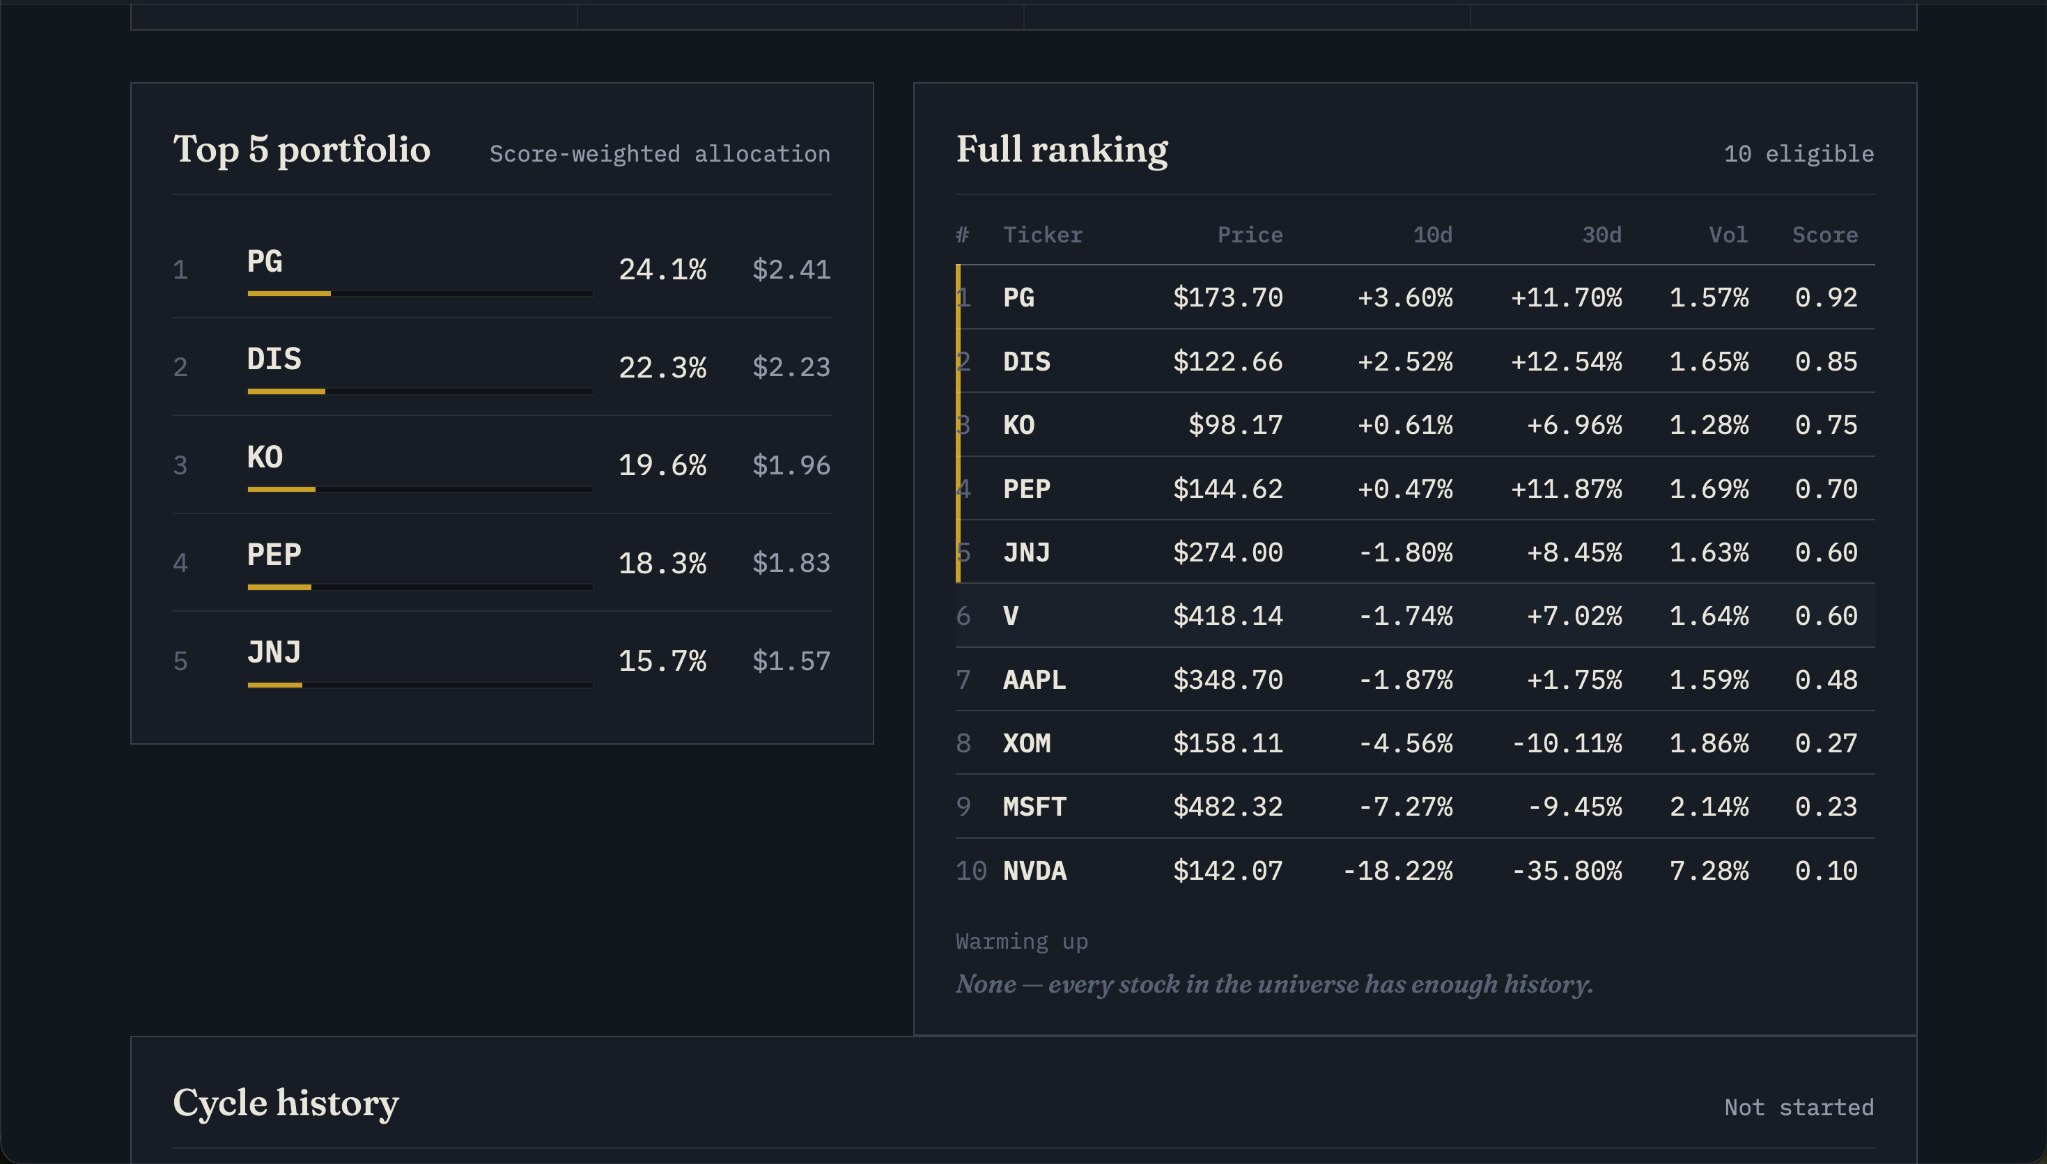 Top 5 portfolio Score-weighted allocation
1 PG 24.1% $2.41
2 DIS 22.3% $2.23
3 KO 19.6% $1.96
4 PEP 18.3% $1.83
5 JNJ 15.7% $1.57
Full ranking 10 eligible
# Ticker Price 10d 30d Vol Score
1 PG $173.70 +3.60% +11.70% 1.57% 0.92
2 DIS $122.66 +2.52% +12.54% 1.65% 0.85
3 KO $98.17 +0.61% +6.96% 1.28% 0.75
4 PEP $144.62 +0.47% +11.87% 1.69% 0.70
5 JNJ $274.00 -1.80% +8.45% 1.63% 0.60
6 V $418.14 -1.74% +7.02% 1.64% 0.60
7 AAPL $348.70 -1.87% +1.75% 1.59% 0.48
8 XOM $158.11 -4.56% -10.11% 1.86% 0.27
9 MSFT $482.32 -7.27% -9.45% 2.14% 0.23
10 NVDA $142.07 -18.22% -35.80% 7.28% 0.10
Warming up
None — every stock in the universe has enough history.
Cycle history Not started